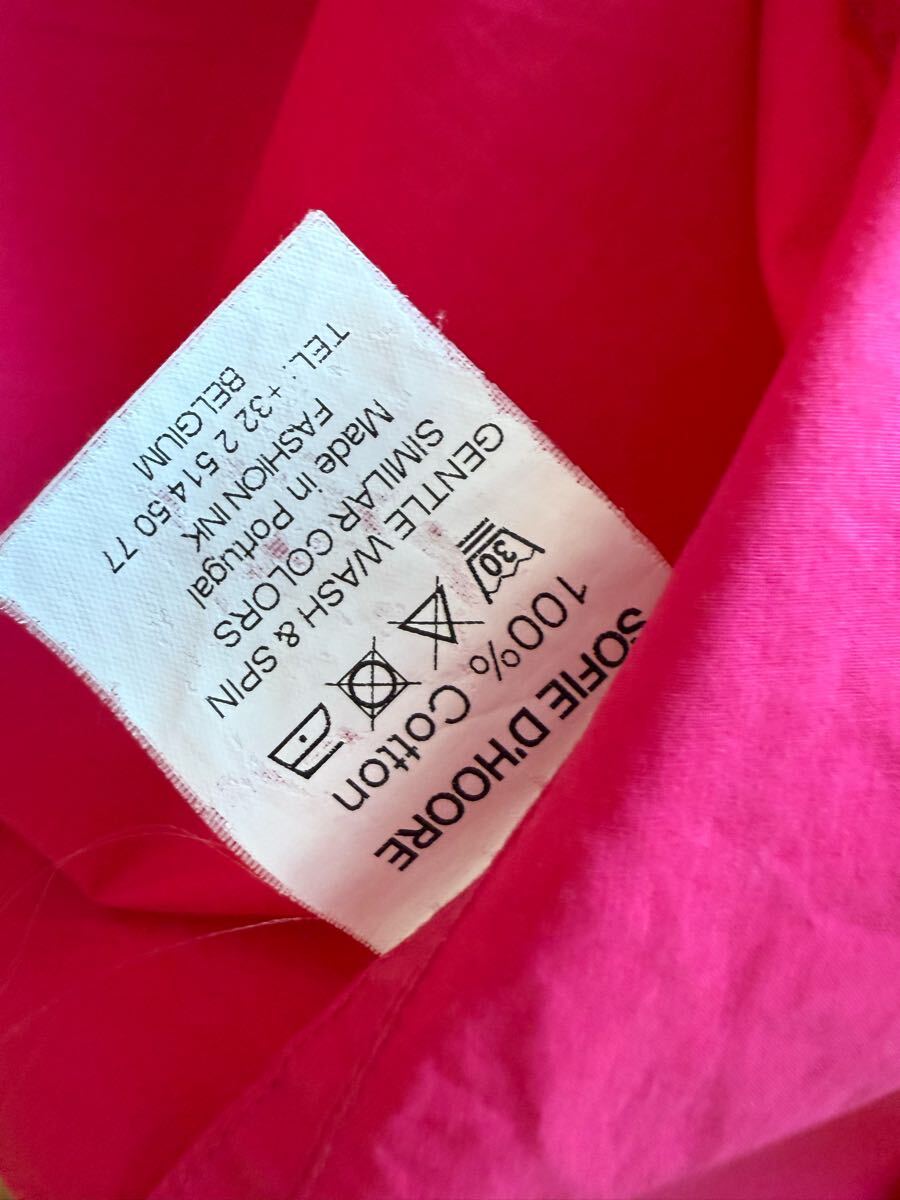 SOFIE D'HOORE
100% Cotton
30
GENTLE WASH & SPIN
SIMILAR COLORS
Made in Portugal
FASHION INK
BELGIUM
TEL.: +32 2 514 50 77